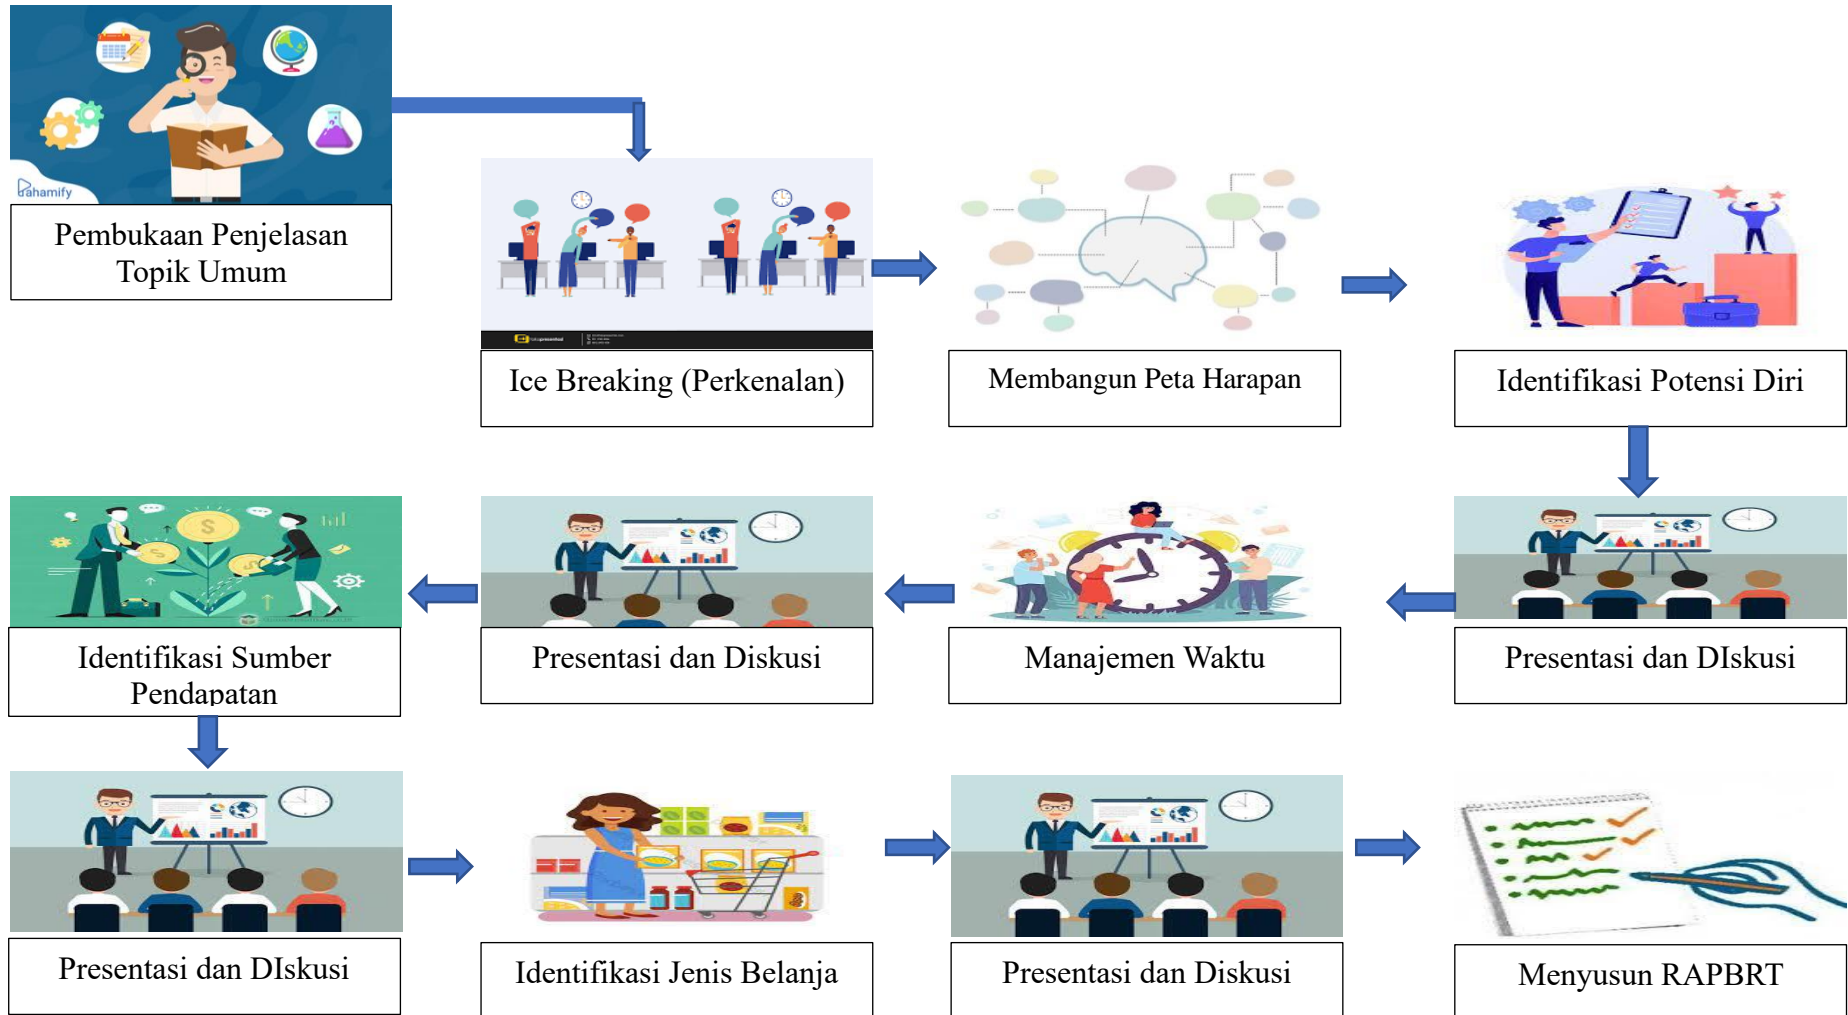 Pahamify
Pembukaan Penjelasan
Topik Umum
Ice Breaking (Perkenalan)
Membangun Peta Harapan
Identifikasi Potensi Diri
Identifikasi Sumber
Pendapatan
Presentasi dan Diskusi
Manajemen Waktu
Presentasi dan DIskusi
Presentasi dan DIskusi
Identifikasi Jenis Belanja
Presentasi dan Diskusi
Menyusun RAPBRT